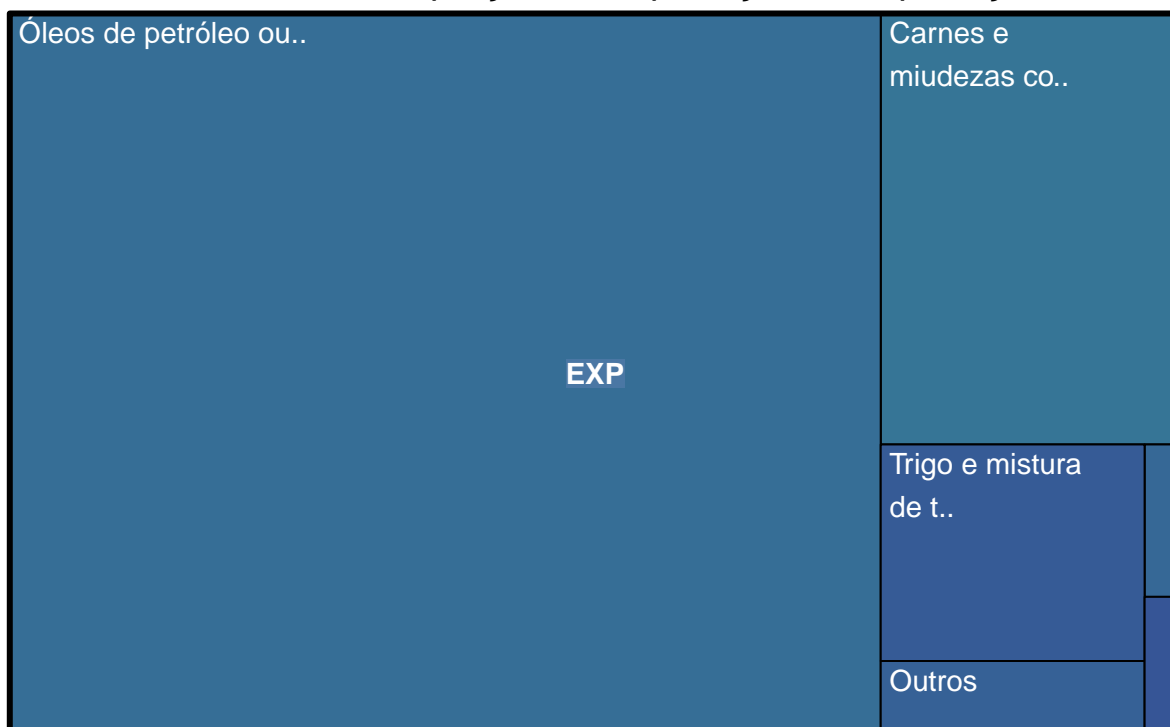 Óleos de petróleo ou..
Carnes e
miudezas co..
EXP
Trigo e mistura
de t..
Outros